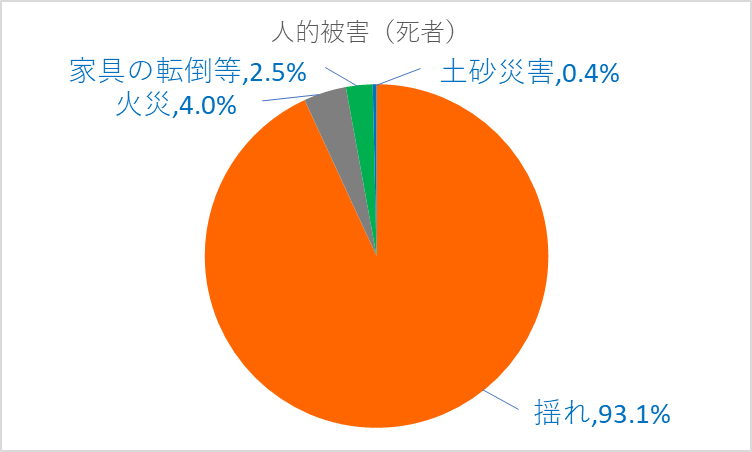 人的被害（死者）
家具の転倒等,2.5%
土砂災害,0.4%
火災,4.0%
揺れ,93.1%